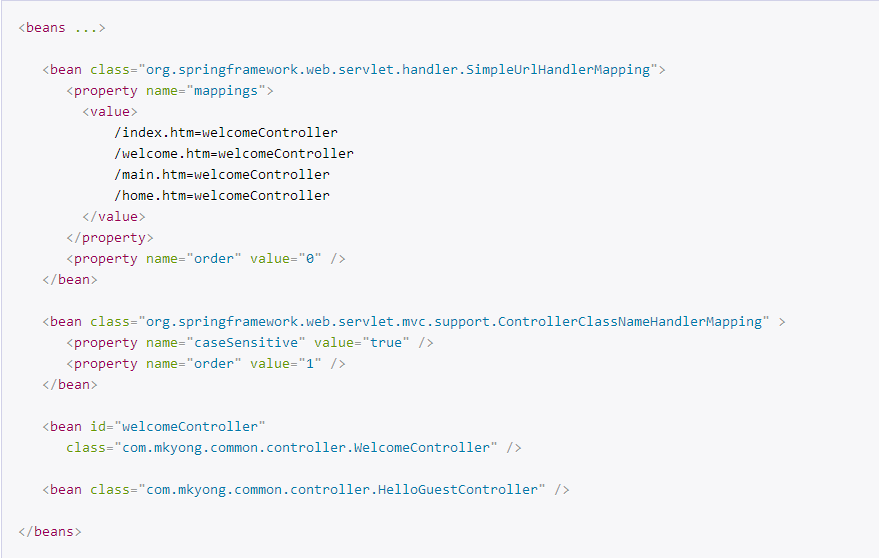 <beans ...>
<bean class="org.springframework.web.servlet.handler.SimpleUrlHandlerMapping">
<property name="mappings">
<value>
/index.htm=welcomeController
/welcome.htm=welcomeController
/main.htm=welcomeController
/home.htm=welcomeController
</value>
</property>
<property name="order" value="0" />
</bean>
<bean class="org.springframework.web.servlet.mvc.support.ControllerClassNameHandlerMapping" >
<property name="caseSensitive" value="true" />
<property name="order" value="1" />
</bean>
<bean id="welcomeController"
class="com.mkyong.common.controller.WelcomeController" />
<bean class="com.mkyong.common.controller.HelloGuestController" />
</beans>